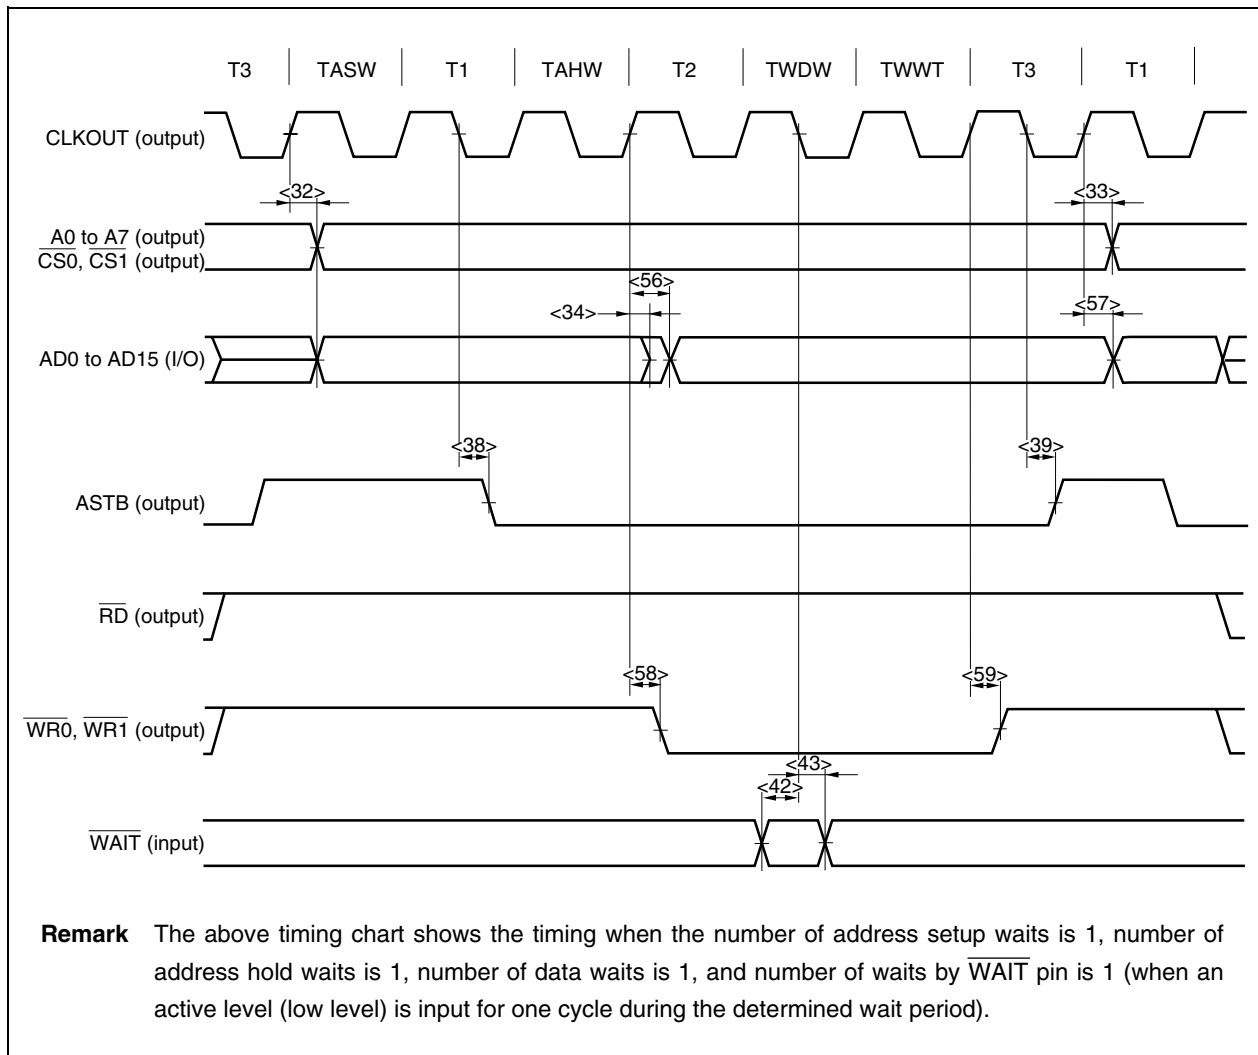 T3 TASW T1 TAHW T2 TWDW TWWT T3 T1
CLKOUT (output)
<32> <33>
A0 to A7 (output)
CS0, CS1 (output)
<56>
<34> <57>
AD0 to AD15 (I/O)
<38> <39>
ASTB (output)
RD (output)
<58> <59>
WR0, WR1 (output)
<43>
<42>
WAIT (input)
Remark The above timing chart shows the timing when the number of address setup waits is 1, number of
address hold waits is 1, number of data waits is 1, and number of waits by WAIT pin is 1 (when an
active level (low level) is input for one cycle during the determined wait period).